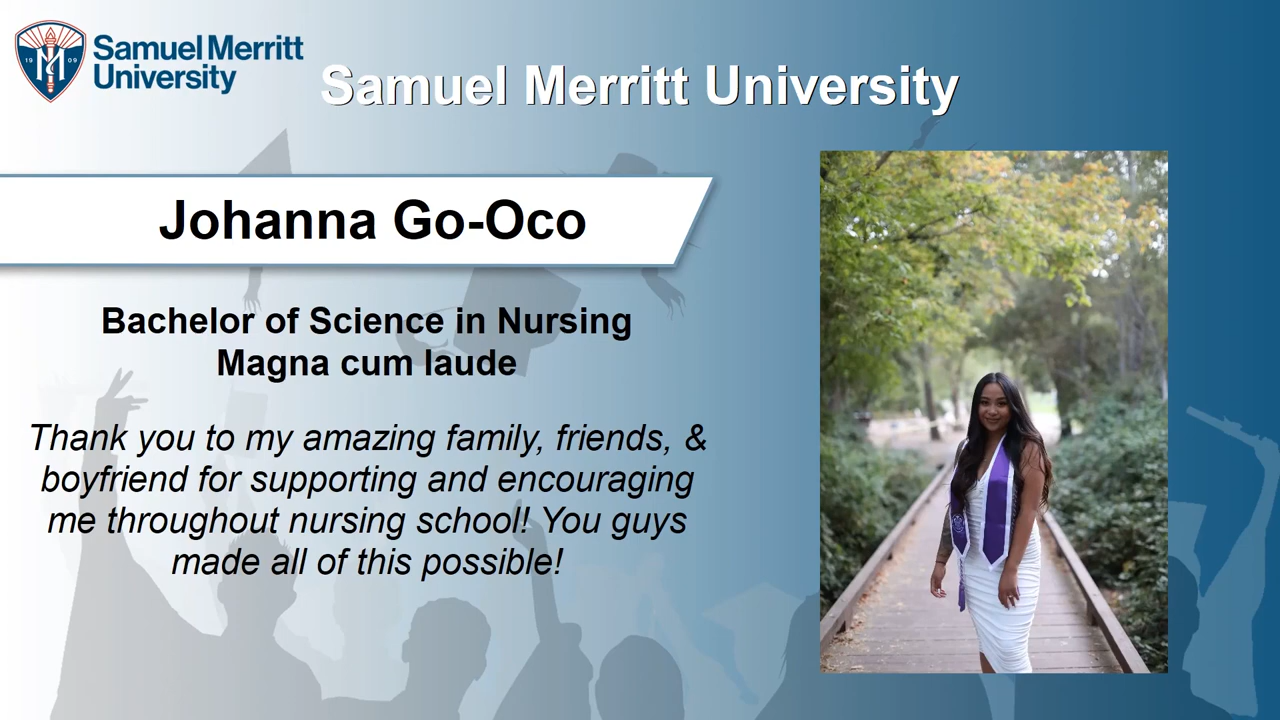 Samuel Merritt
University
19 M 09
Samuel Merritt University
Johanna Go-Oco
Bachelor of Science in Nursing
Magna cum laude
Thank you to my amazing family, friends, &
boyfriend for supporting and encouraging
me throughout nursing school! You guys
made all of this possible!